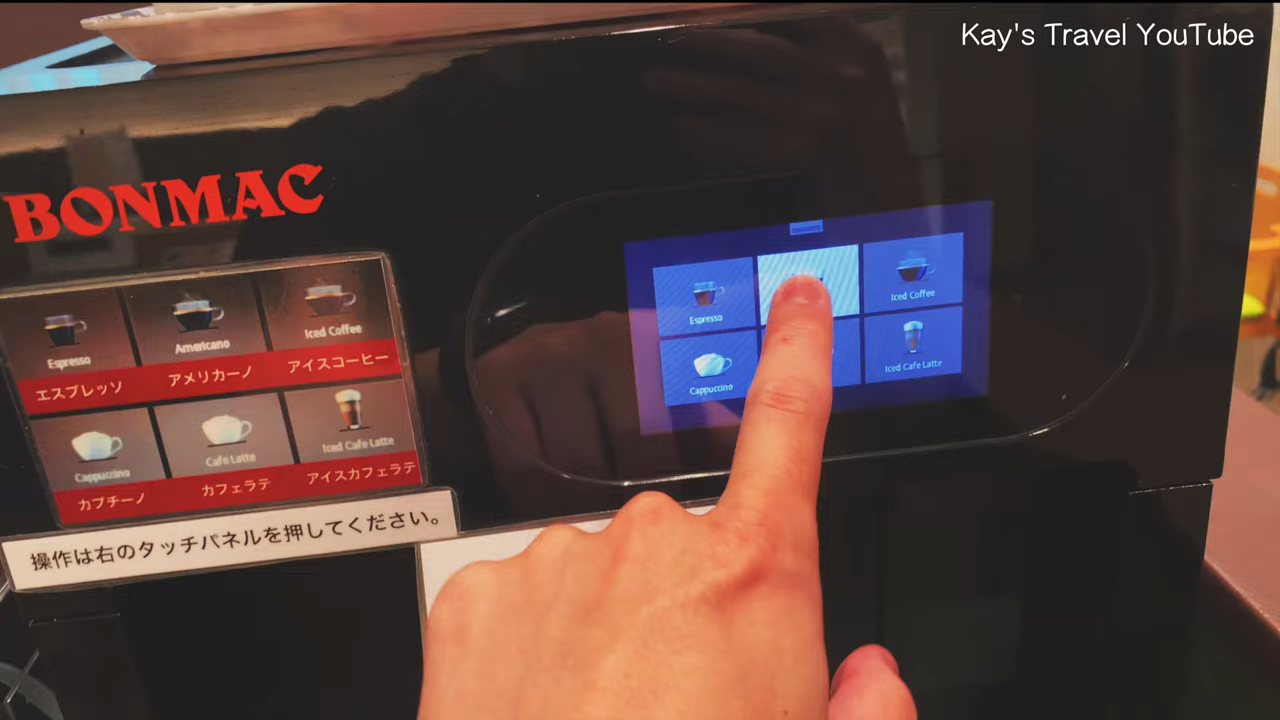 Kay's Travel YouTube
BONMAC
Espresso
Americano
Iced Coffee
エスプレッソ
アメリカーノ
アイスコーヒー
Cappuccino
Cafe Latte
Iced Cafe Latte
カプチーノ
カフェラテ
アイスカフェラテ
操作は右のタッチパネルを押してください。
Espresso
Iced Coffee
Cappuccino
Iced Cafe Latte